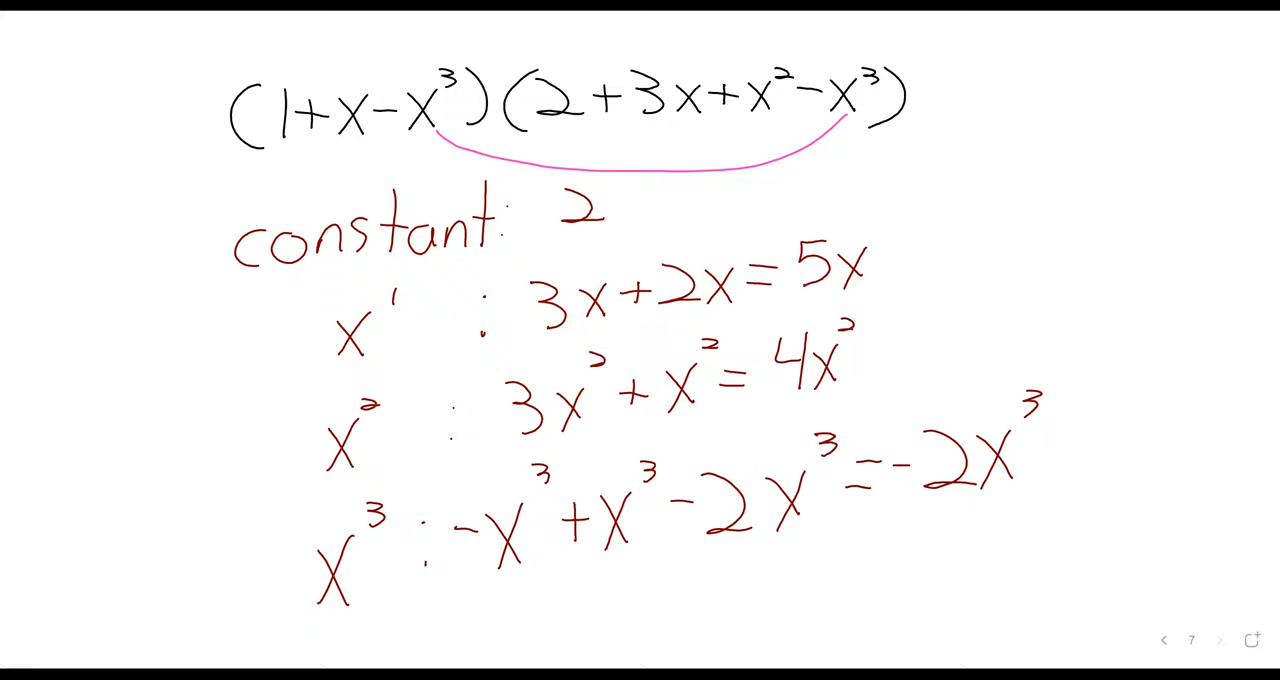 (1+x-x³)(2+3x+x²-x³)
constant: 2
x¹ : 3x+2x=5x
x² : 3x²+x²=4x²
x³ : -x³+x³-2x³=-2x³
< 7 >